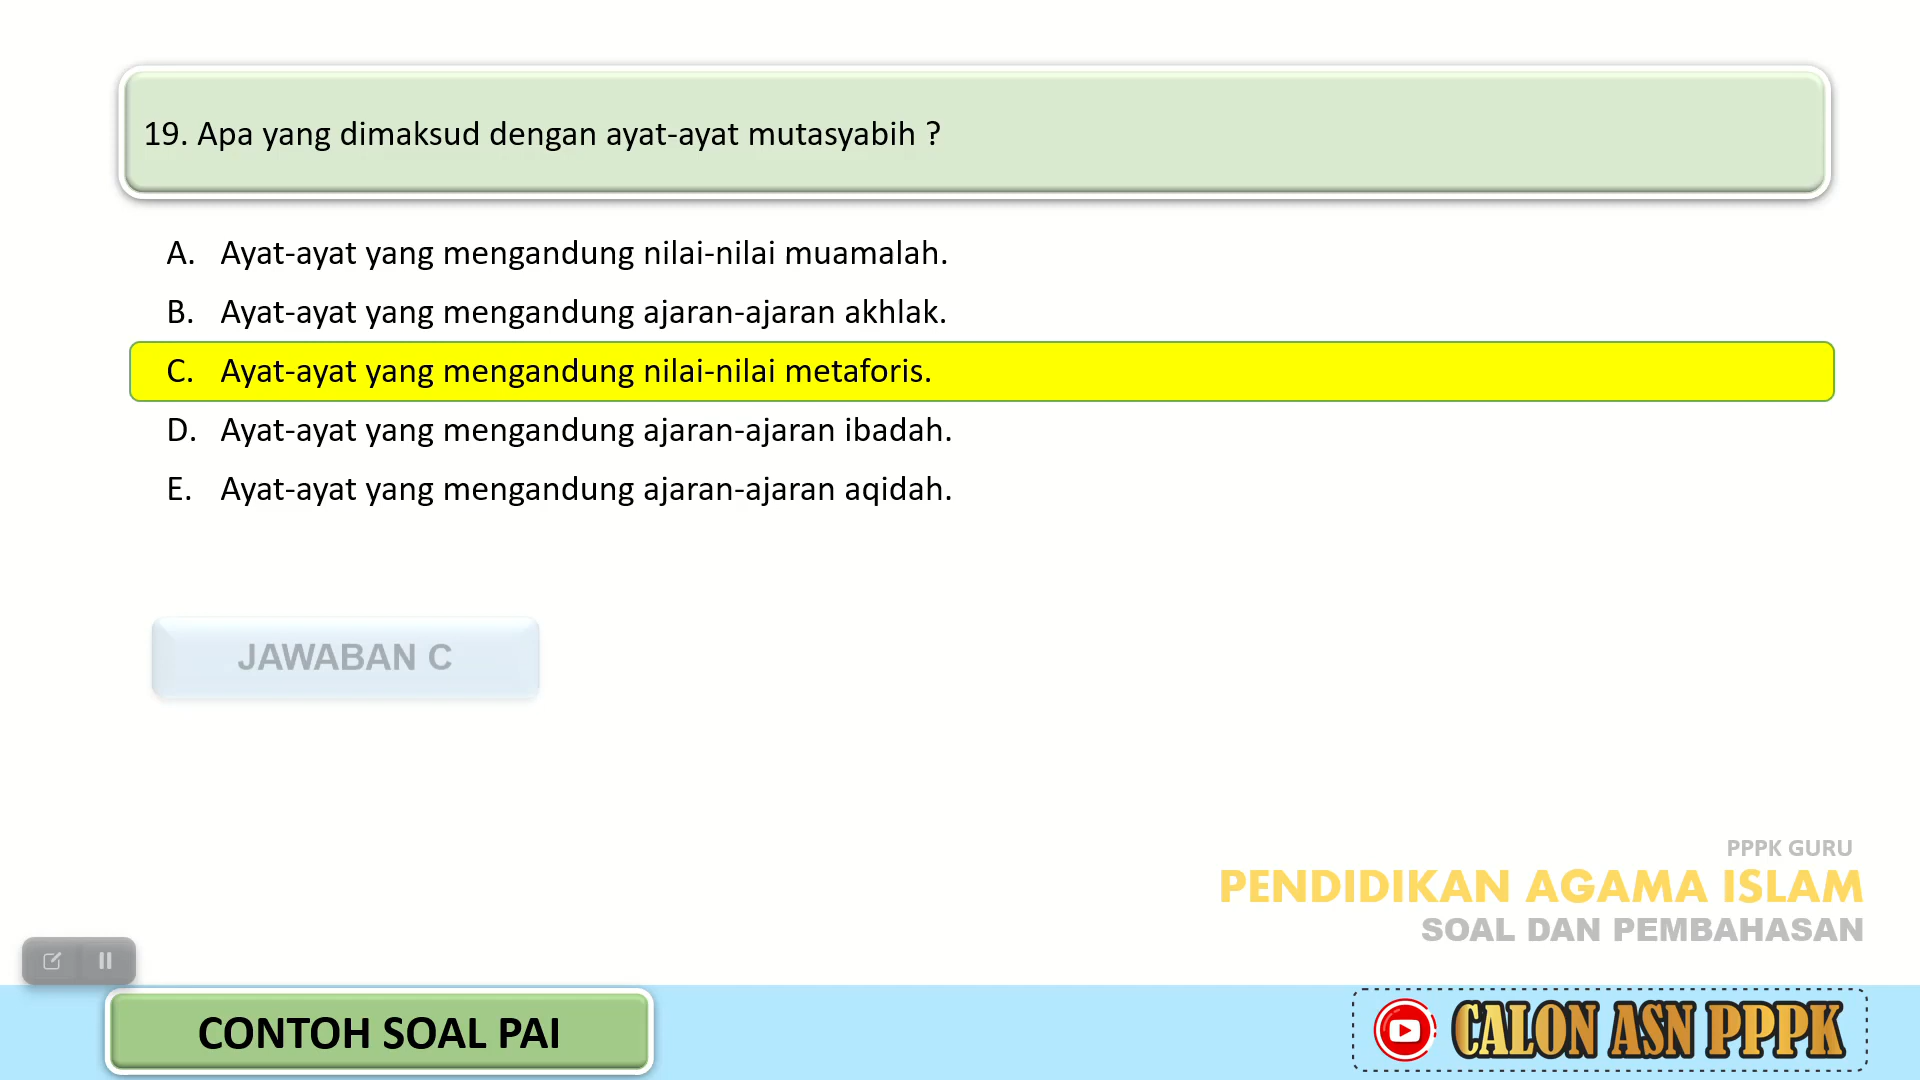 19. Apa yang dimaksud dengan ayat-ayat mutasyabih ?
A. Ayat-ayat yang mengandung nilai-nilai muamalah.
B. Ayat-ayat yang mengandung ajaran-ajaran akhlak.
C. Ayat-ayat yang mengandung nilai-nilai metaforis.
D. Ayat-ayat yang mengandung ajaran-ajaran ibadah.
E. Ayat-ayat yang mengandung ajaran-ajaran aqidah.
JAWABAN C
PPPK GURU
PENDIDIKAN AGAMA ISLAM
SOAL DAN PEMBAHASAN
CONTOH SOAL PAI
CALON ASN PPPK